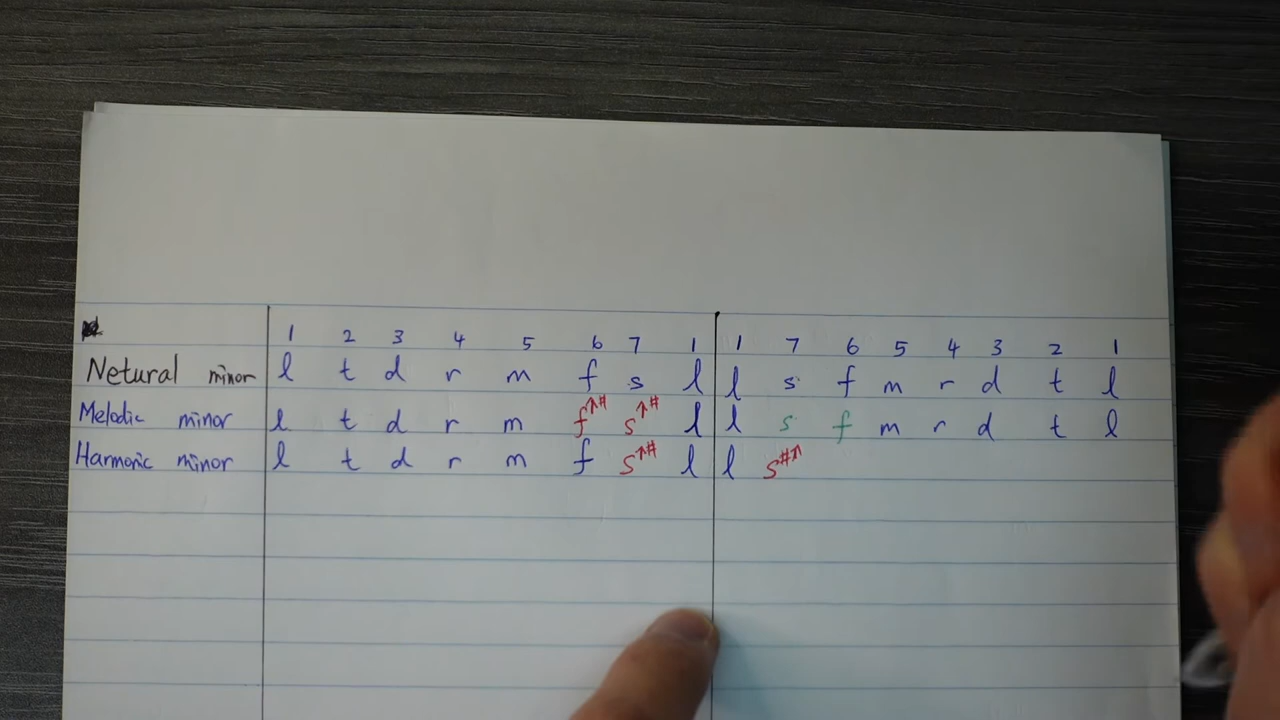 1 2 3 4 5 6 7 1 1 7 6 5 4 3 2 1
Netural minor l t d r m f s l l s f m r d t l
Melodic minor l t d r m f↑# s↑# l l s f m r d t l
Harmonic minor l t d r m f s↑# l l s#↑